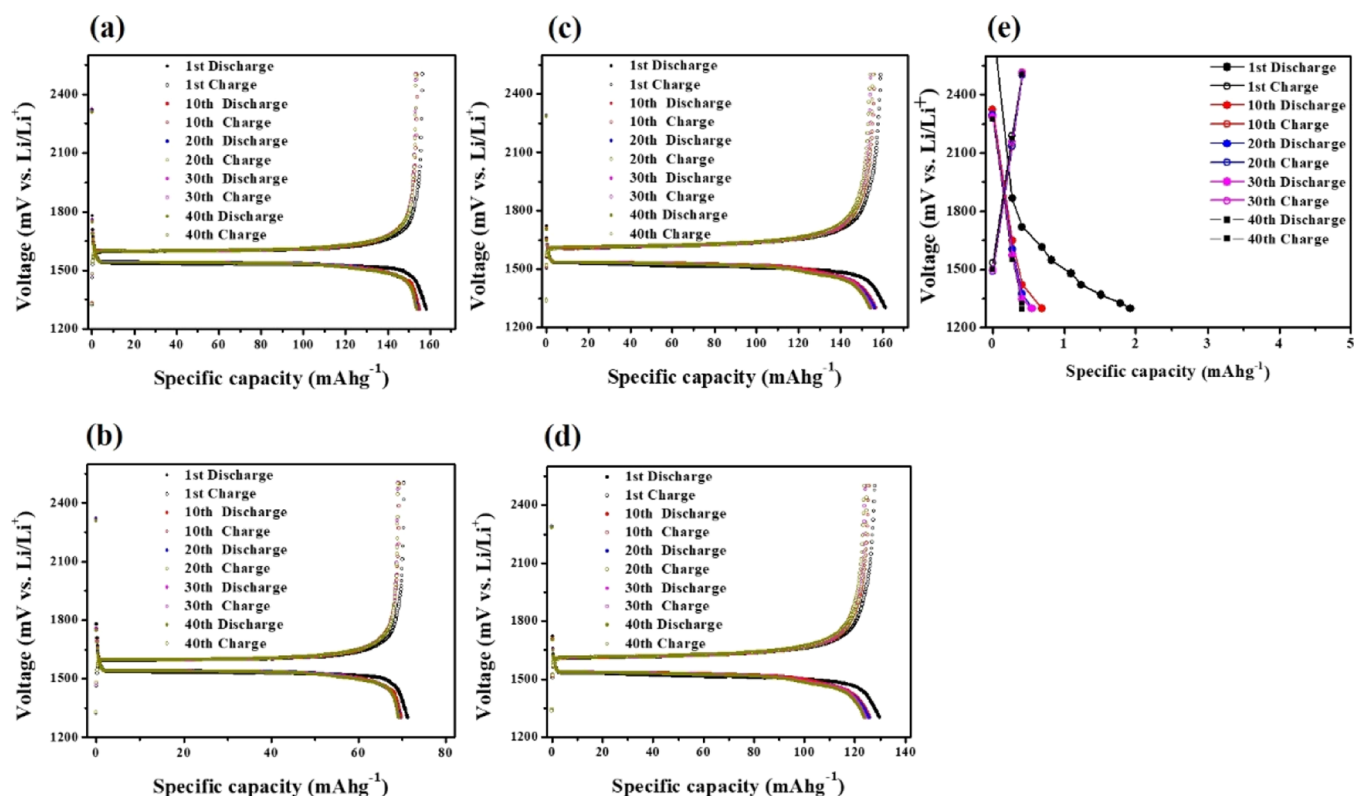 (a)
Voltage (mV vs. Li/Li+)
2400
2100
1800
1500
1200
1st Discharge
1st Charge
10th Discharge
10th Charge
20th Discharge
20th Charge
30th Discharge
30th Charge
40th Discharge
40th Charge
0 20 40 60 80 100 120 140 160
Specific capacity (mAhg-1)
(c)
Voltage (mV vs. Li/Li+)
2400
2100
1800
1500
1200
1st Discharge
1st Charge
10th Discharge
10th Charge
20th Discharge
20th Charge
30th Discharge
30th Charge
40th Discharge
40th Charge
0 20 40 60 80 100 120 140 160
Specific capacity (mAhg-1)
(e)
Voltage (mV vs. Li/Li+)
2400
2100
1800
1500
1200
1st Discharge
1st Charge
10th Discharge
10th Charge
20th Discharge
20th Charge
30th Discharge
30th Charge
40th Discharge
40th Charge
0 1 2 3 4 5
Specific capacity (mAhg-1)
(b)
Voltage (mV vs. Li/Li+)
2400
2100
1800
1500
1200
1st Discharge
1st Charge
10th Discharge
10th Charge
20th Discharge
20th Charge
30th Discharge
30th Charge
40th Discharge
40th Charge
0 20 40 60 80
Specific capacity (mAhg-1)
(d)
Voltage (mV vs. Li/Li+)
2400
2100
1800
1500
1200
1st Discharge
1st Charge
10th Discharge
10th Charge
20th Discharge
20th Charge
30th Discharge
30th Charge
40th Discharge
40th Charge
0 20 40 60 80 100 120 140
Specific capacity (mAhg-1)